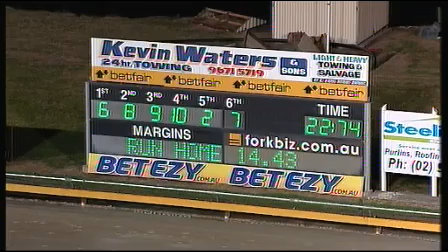 Kevin Waters & SONS
24hr. TOWING 9671 5719
LIGHT & HEAVY
TOWING &
SALVAGE
betfair betfair betfair betfair
1ST 2ND 3RD 4TH 5TH 6TH
6 8 9 10 2 7
TIME
22:74
MARGINS
forkbiz.com.au
RUN HOME 14.43
BETEZY.COM.AU BETEZY.COM.AU
Steel
Purlins, Roofin
Ph: (02)